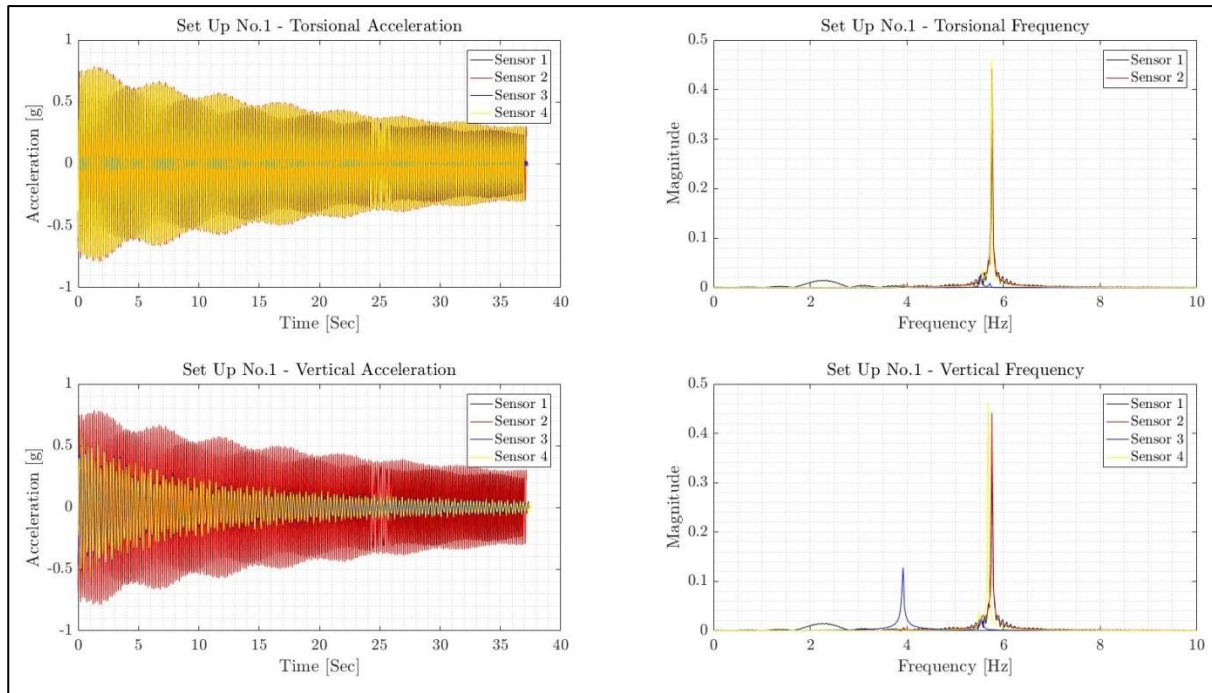 Set Up No.1 - Torsional Acceleration
1
0.5
0
-0.5
-1
Acceleration [g]
0 5 10 15 20 25 30 35 40
Time [Sec]
Sensor 1
Sensor 2
Sensor 3
Sensor 4
Set Up No.1 - Torsional Frequency
0.5
0.4
0.3
0.2
0.1
0
Magnitude
0 2 4 6 8 10
Frequency [Hz]
Sensor 1
Sensor 2
Set Up No.1 - Vertical Acceleration
1
0.5
0
-0.5
-1
Acceleration [g]
0 5 10 15 20 25 30 35 40
Time [Sec]
Sensor 1
Sensor 2
Sensor 3
Sensor 4
Set Up No.1 - Vertical Frequency
0.5
0.4
0.3
0.2
0.1
0
Magnitude
0 2 4 6 8 10
Frequency [Hz]
Sensor 1
Sensor 2
Sensor 3
Sensor 4